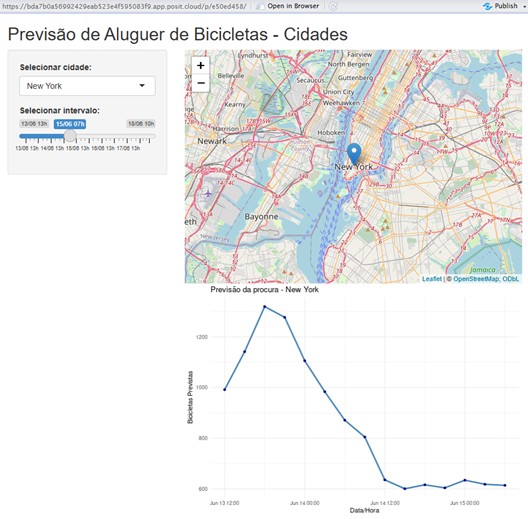 https://bda7b0a56992429eab523e4f595083f9.app.posit.cloud/p/e50ed458/
Open in Browser
Publish
Previsão de Aluguer de Bicicletas - Cidades
Selecionar cidade:
New York
Selecionar intervalo:
13/06 13h
15/06 07h
18/06 10h
13/06 13h 14/06 13h 15/06 13h 16/06 13h 17/06 13h
+
−
Lyndhurst
Fairview
North Bergen
Secaucus
Guttenberg
Belleville
Union City
Weehawken
Kearny
Harrison
Hoboken
Newark
New York
Bayonne
Jamaica
Leaflet | © OpenStreetMap, ODbL
Previsão da procura - New York
Bicicletas Previstas
1200
1000
800
600
Jun 13 12:00
Jun 14 00:00
Jun 14 12:00
Jun 15 00:00
Data/Hora